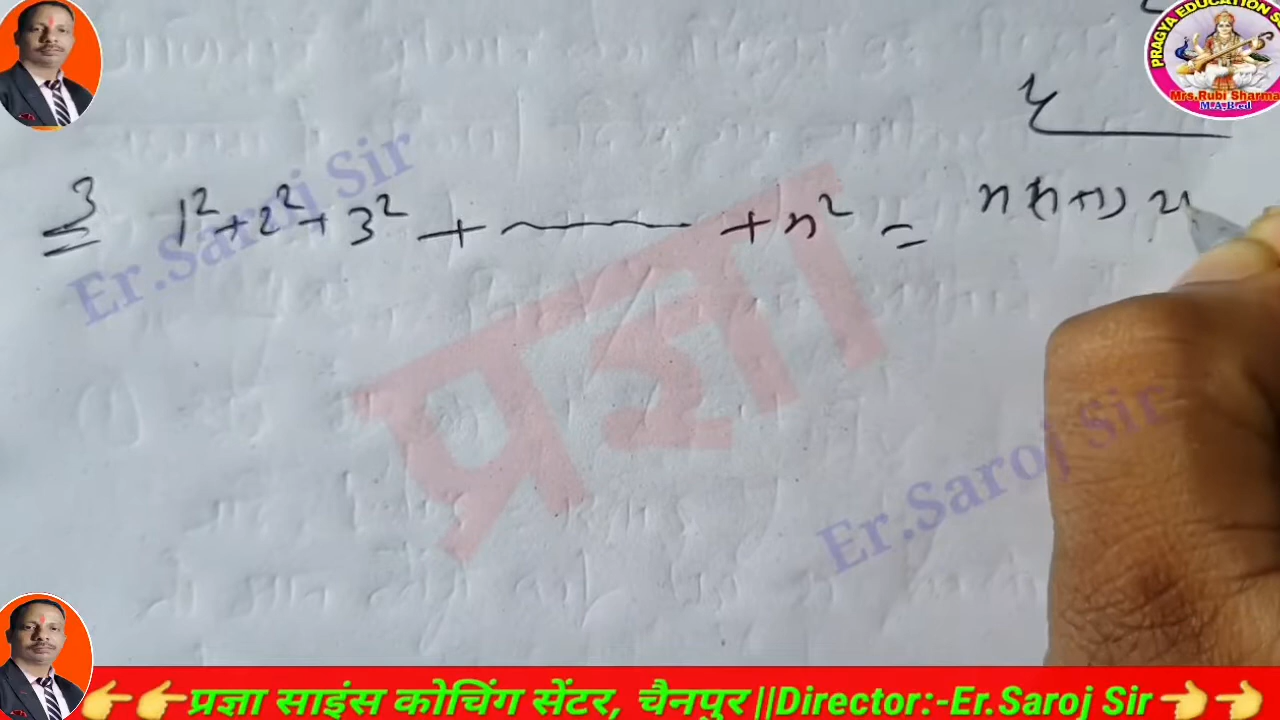 PRAGYA EDUCATION
Mrs.Rubi Sharma
M.A,B.ed
3 1² + 2² + 3² + ------ + n² = n(n+1)
Er.Saroj Sir
प्रज्ञा
Er.Saroj Sir
👉👉प्रज्ञा साइंस कोचिंग सेंटर, चैनपुर ||Director:-Er.Saroj Sir 👈👈